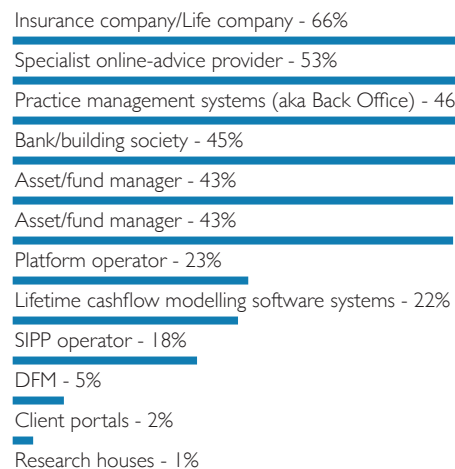 Insurance company/Life company - 66%
Specialist online-advice provider - 53%
Practice management systems (aka Back Office) - 46
Bank/building society - 45%
Asset/fund manager - 43%
Asset/fund manager - 43%
Platform operator - 23%
Lifetime cashflow modelling software systems - 22%
SIPP operator - 18%
DFM - 5%
Client portals - 2%
Research houses - 1%